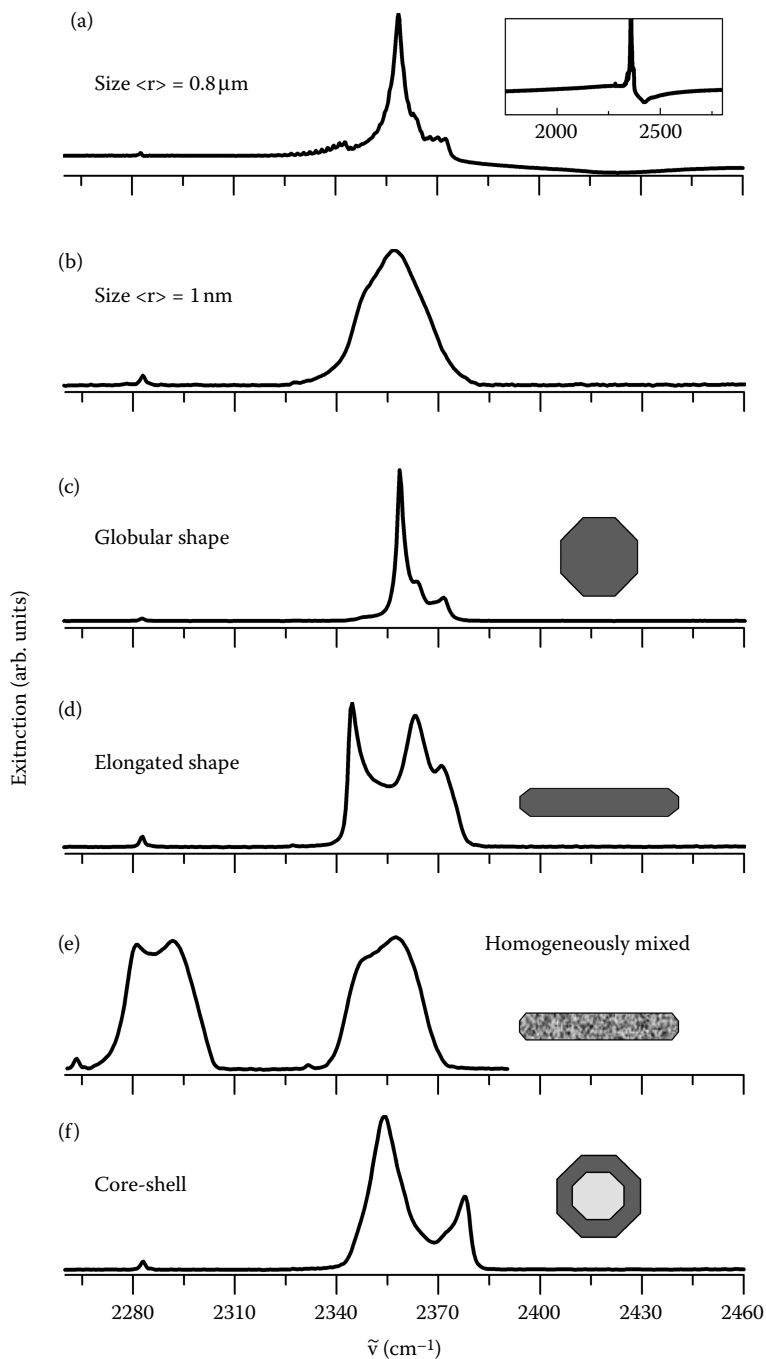 (a)
Size <r> = 0.8 μm
2000 2500
(b)
Size <r> = 1 nm
(c)
Globular shape
(d)
Elongated shape
(e)
Homogeneously mixed
(f)
Core-shell
Exitnction (arb. units)
2280 2310 2340 2370 2400 2430 2460
ṽ (cm⁻¹)